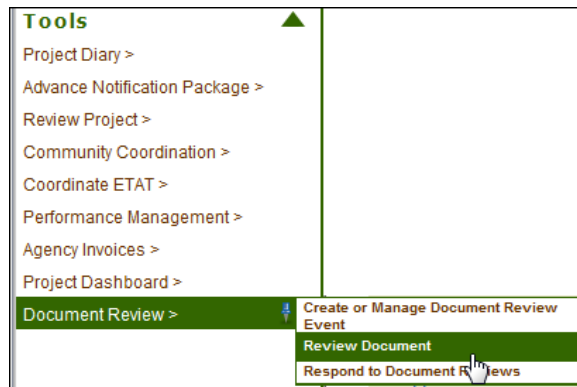 Tools
Project Diary >
Advance Notification Package >
Review Project >
Community Coordination >
Coordinate ETAT >
Performance Management >
Agency Invoices >
Project Dashboard >
Document Review >
Create or Manage Document Review
Event
Review Document
Respond to Document Reviews